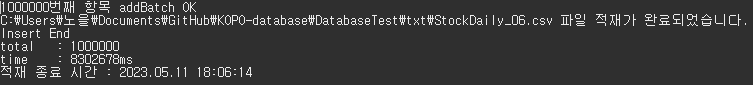 1000000번째 항목 addBatch OK
C:\Users\노을\Documents\GitHub\KOPO-database\DatabaseTest\txt\StockDaily_06.csv 파일 적재가 완료되었습니다.
Insert End
total : 1000000
time : 8302678ms
적재 종료 시간 : 2023.05.11 18:06:14